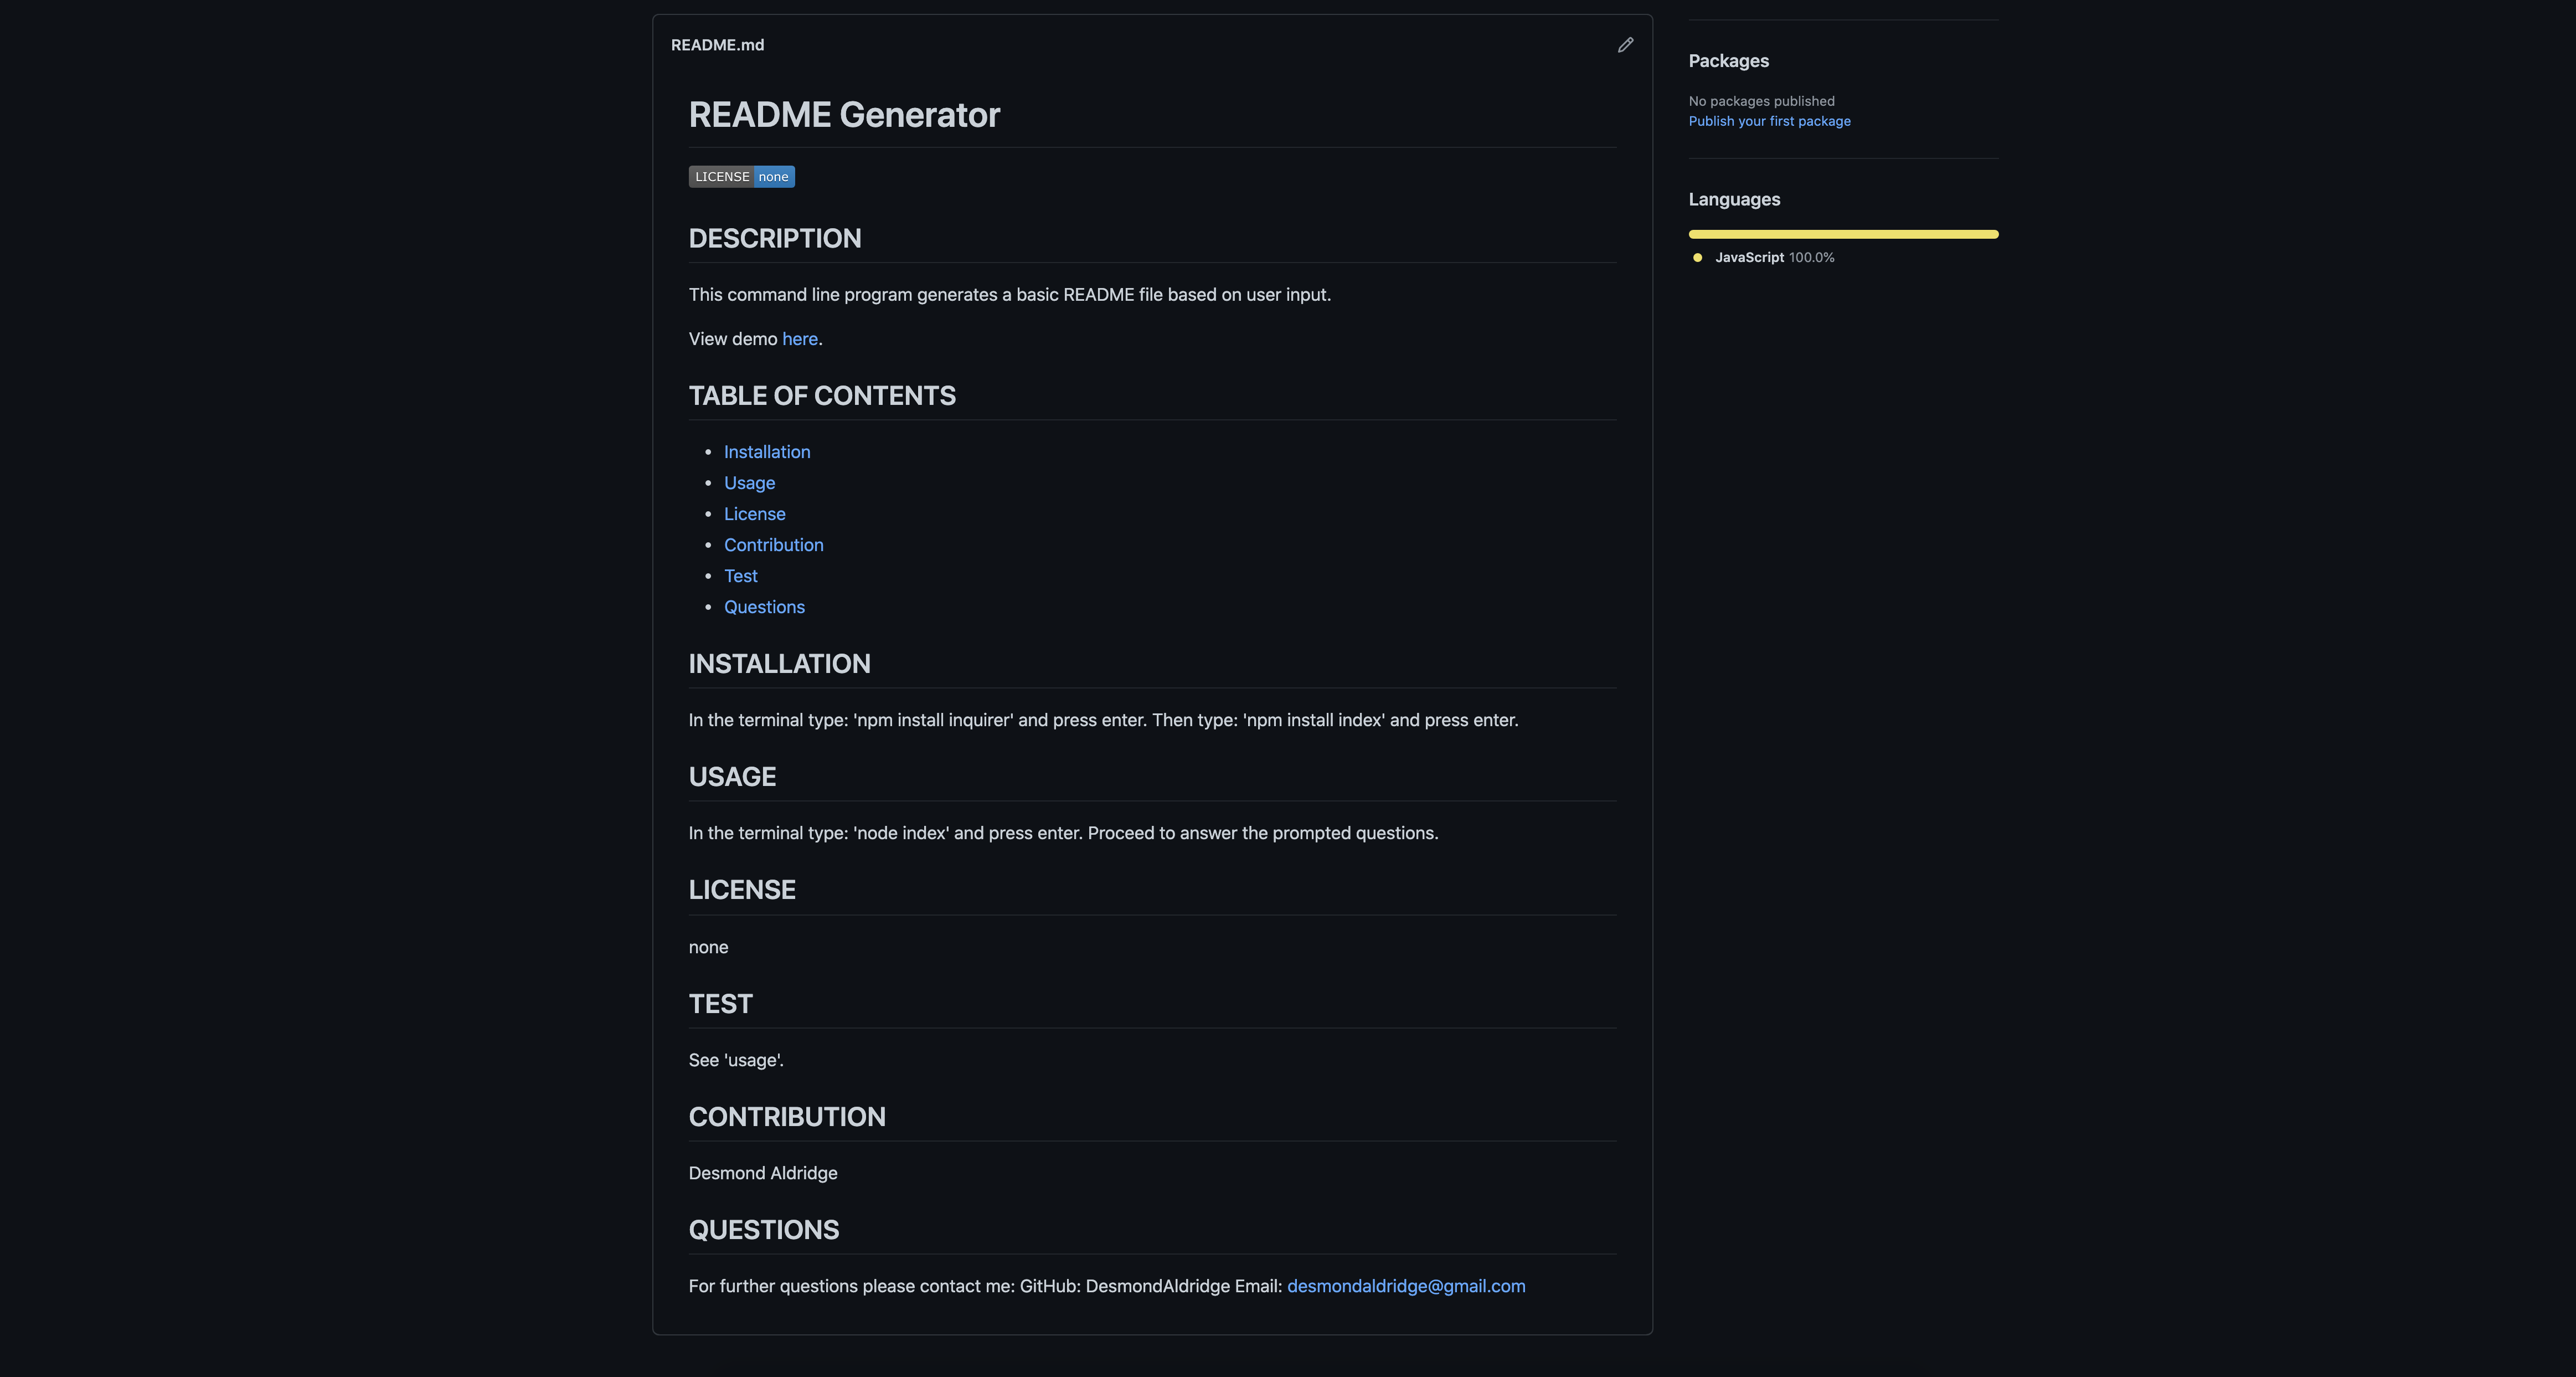 README.md
README Generator
LICENSE none
DESCRIPTION
This command line program generates a basic README file based on user input.
View demo here.
TABLE OF CONTENTS
Installation
Usage
License
Contribution
Test
Questions
INSTALLATION
In the terminal type: 'npm install inquirer' and press enter. Then type: 'npm install index' and press enter.
USAGE
In the terminal type: 'node index' and press enter. Proceed to answer the prompted questions.
LICENSE
none
TEST
See 'usage'.
CONTRIBUTION
Desmond Aldridge
QUESTIONS
For further questions please contact me: GitHub: DesmondAldridge Email: desmondaldridge@gmail.com
Packages
No packages published
Publish your first package
Languages
JavaScript 100.0%